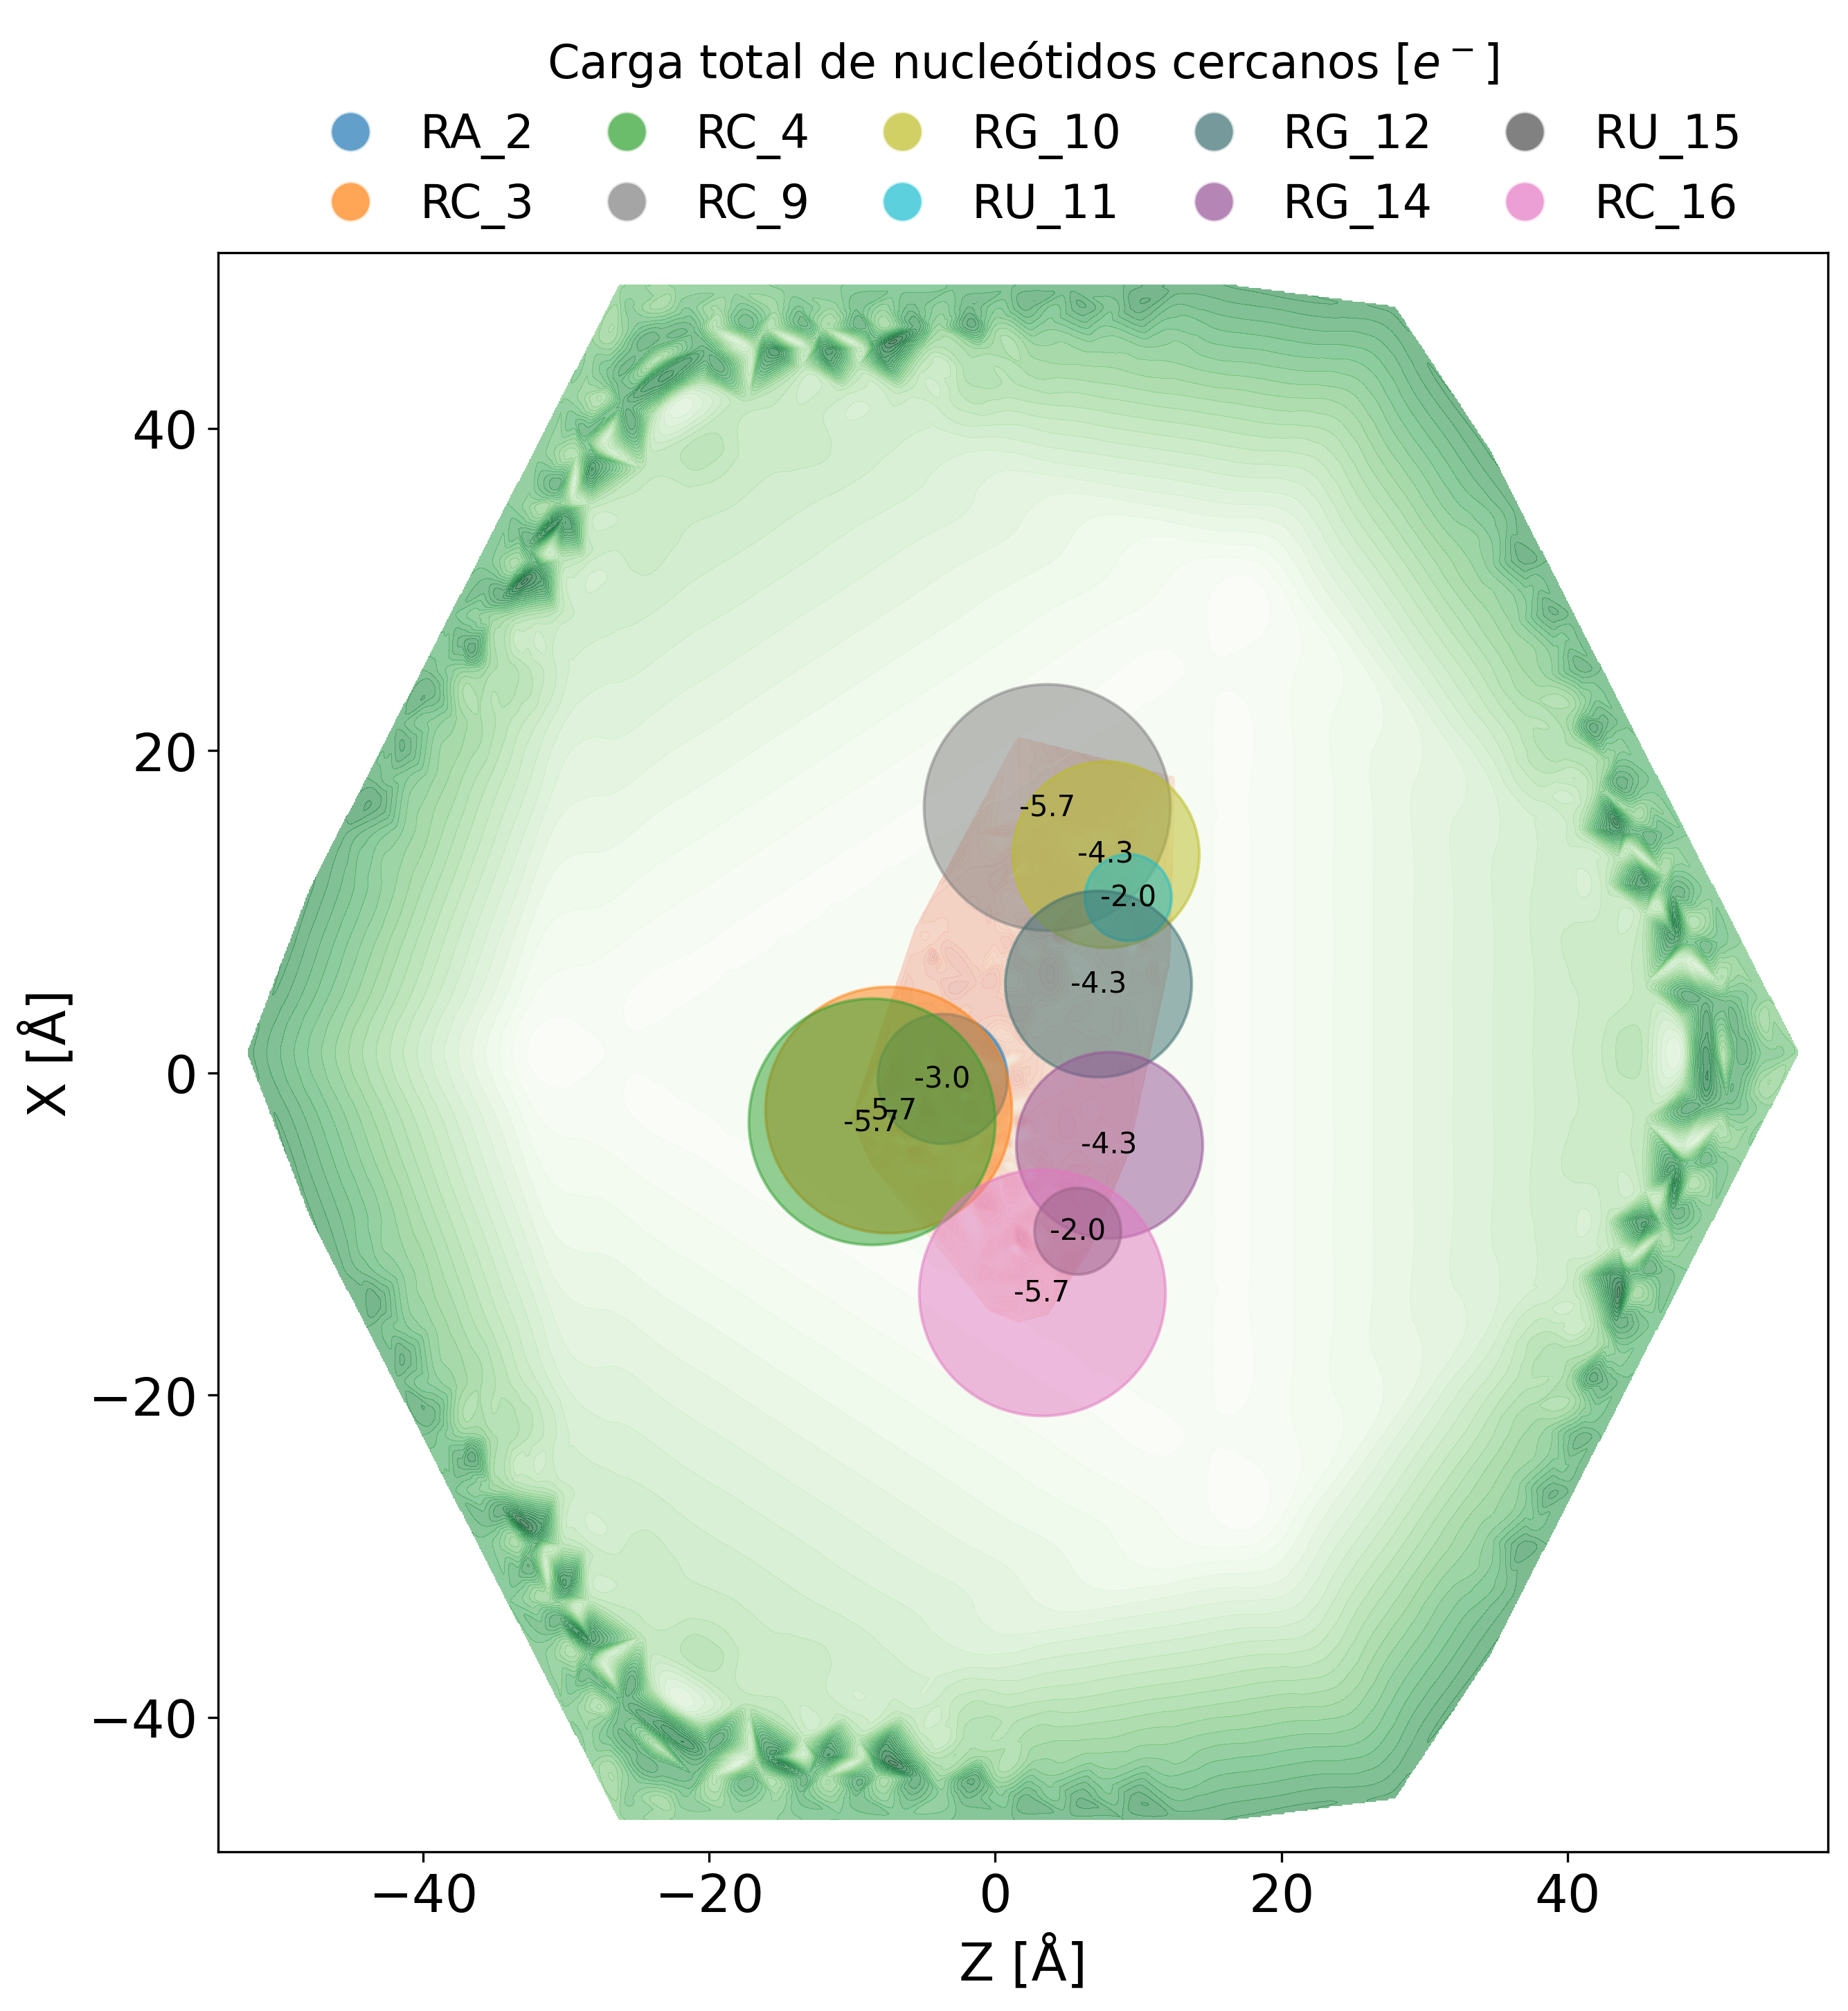 Carga total de nucleótidos cercanos [e⁻]
RA_2 RC_4 RG_10 RG_12 RU_15
RC_3 RC_9 RU_11 RG_14 RC_16
40
20
0
−20
−40
X [Å]
-5.7
-4.3
-2.0
-4.3
-3.0
-5.7
-5.7
-4.3
-2.0
-5.7
−40 −20 0 20 40
Z [Å]